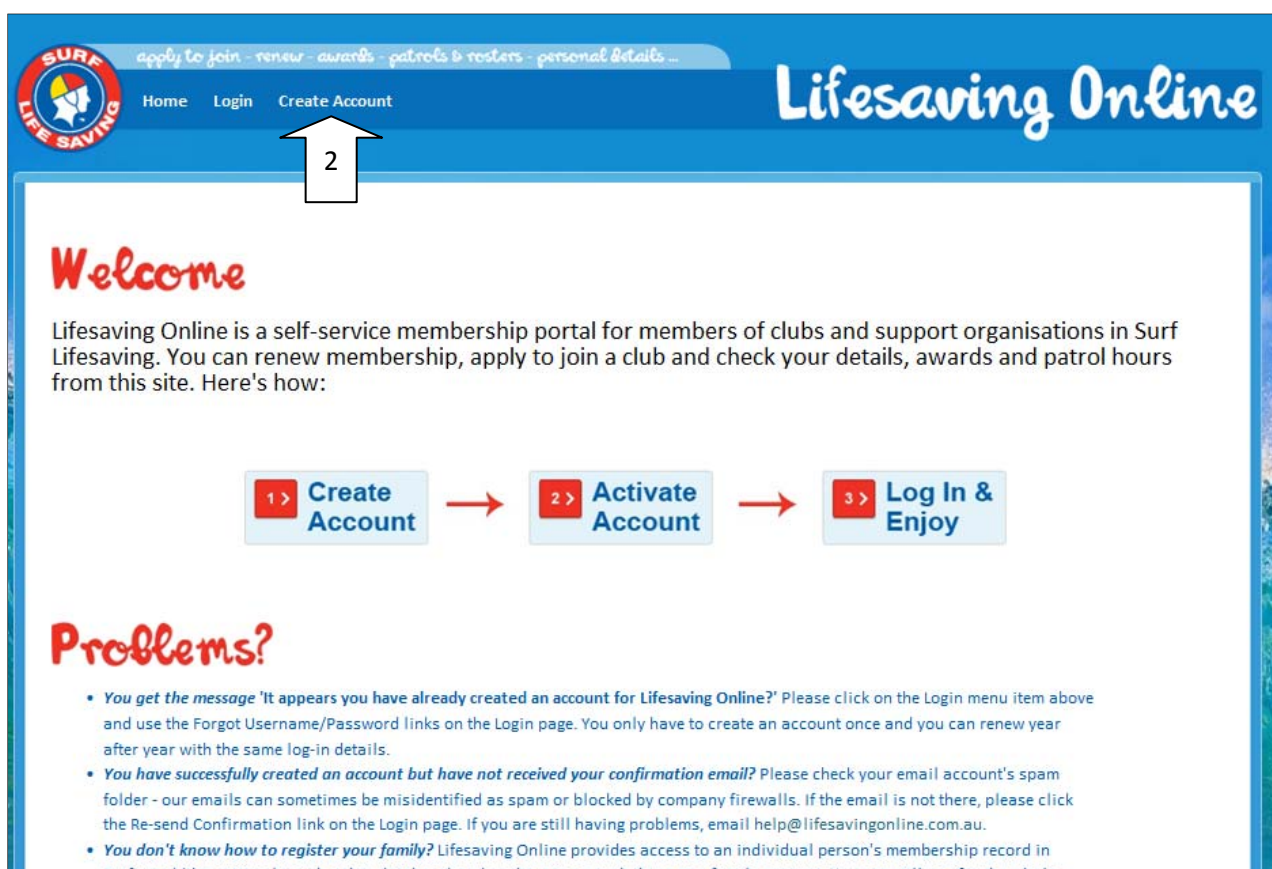 SURF
LIFE SAVING
apply to join - renew - awards - patrols & rosters - personal details ...
Home Login Create Account
Lifesaving Online
2
Welcome
Lifesaving Online is a self-service membership portal for members of clubs and support organisations in Surf
Lifesaving. You can renew membership, apply to join a club and check your details, awards and patrol hours
from this site. Here's how:
1 > Create
Account
2 > Activate
Account
3 > Log In &
Enjoy
Problems?
• You get the message 'It appears you have already created an account for Lifesaving Online?' Please click on the Login menu item above
and use the Forgot Username/Password links on the Login page. You only have to create an account once and you can renew year
after year with the same log-in details.
• You have successfully created an account but have not received your confirmation email? Please check your email account's spam
folder - our emails can sometimes be misidentified as spam or blocked by company firewalls. If the email is not there, please click
the Re-send Confirmation link on the Login page. If you are still having problems, email help@lifesavingonline.com.au.
• You don't know how to register your family? Lifesaving Online provides access to an individual person's membership record in